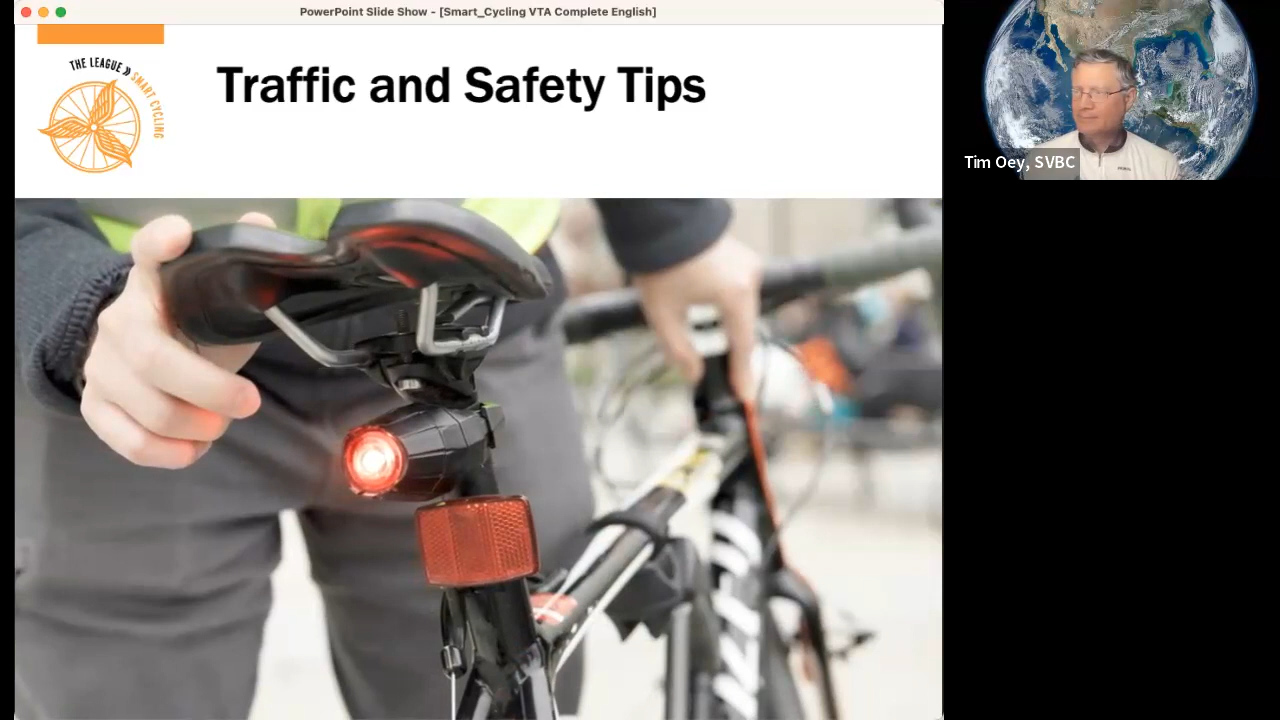 PowerPoint Slide Show - [Smart_Cycling VTA Complete English]
THE LEAGUE
SMART CYCLING
Traffic and Safety Tips
Tim Oey, SVBC